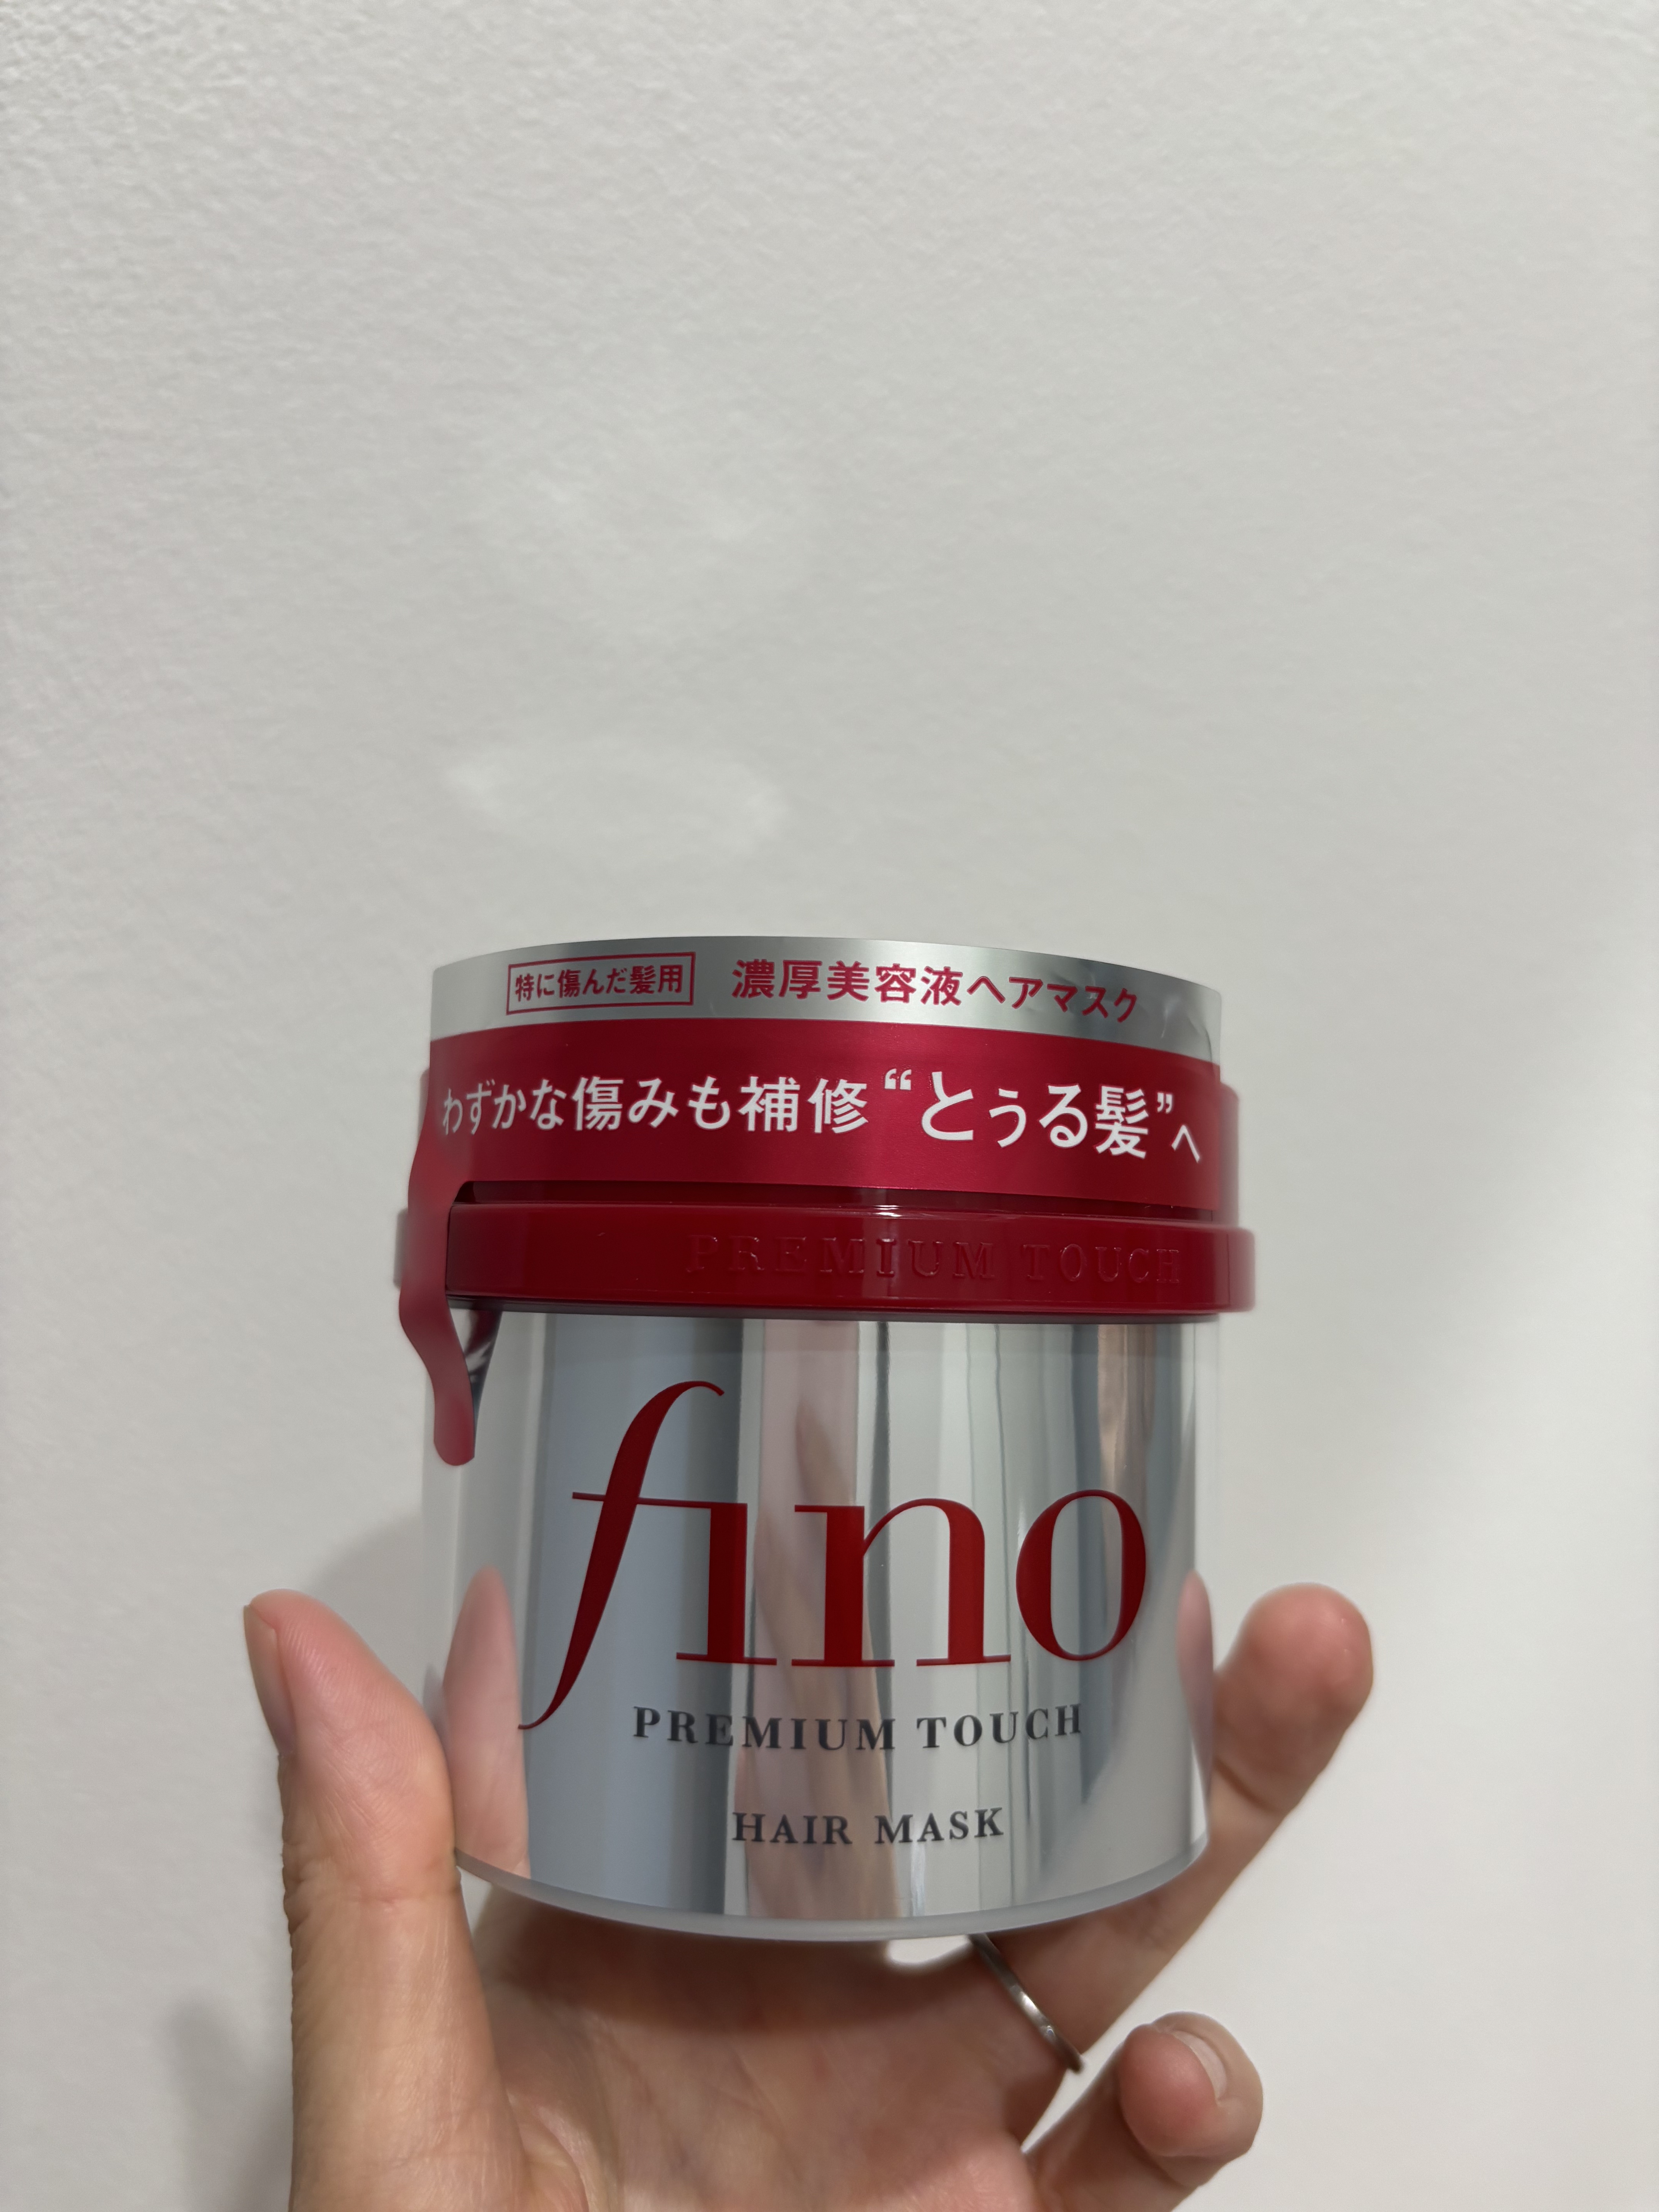 特に傷んだ髪用 濃厚美容液ヘアマスク
わずかな傷みも補修“とぅる髪”へ
PREMIUM TOUCH
fino
PREMIUM TOUCH
HAIR MASK